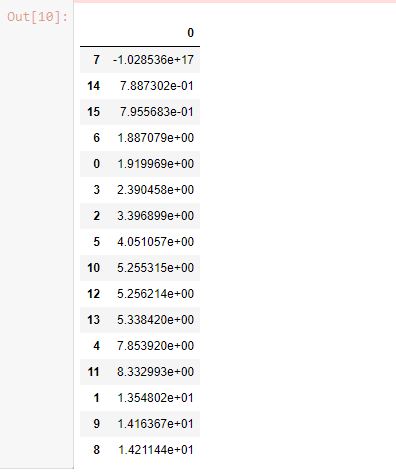 Out[10]:
0
7 -1.028536e+17
14 7.887302e-01
15 7.955683e-01
6 1.887079e+00
0 1.919969e+00
3 2.390458e+00
2 3.396899e+00
5 4.051057e+00
10 5.255315e+00
12 5.256214e+00
13 5.338420e+00
4 7.853920e+00
11 8.332993e+00
1 1.354802e+01
9 1.416367e+01
8 1.421144e+01